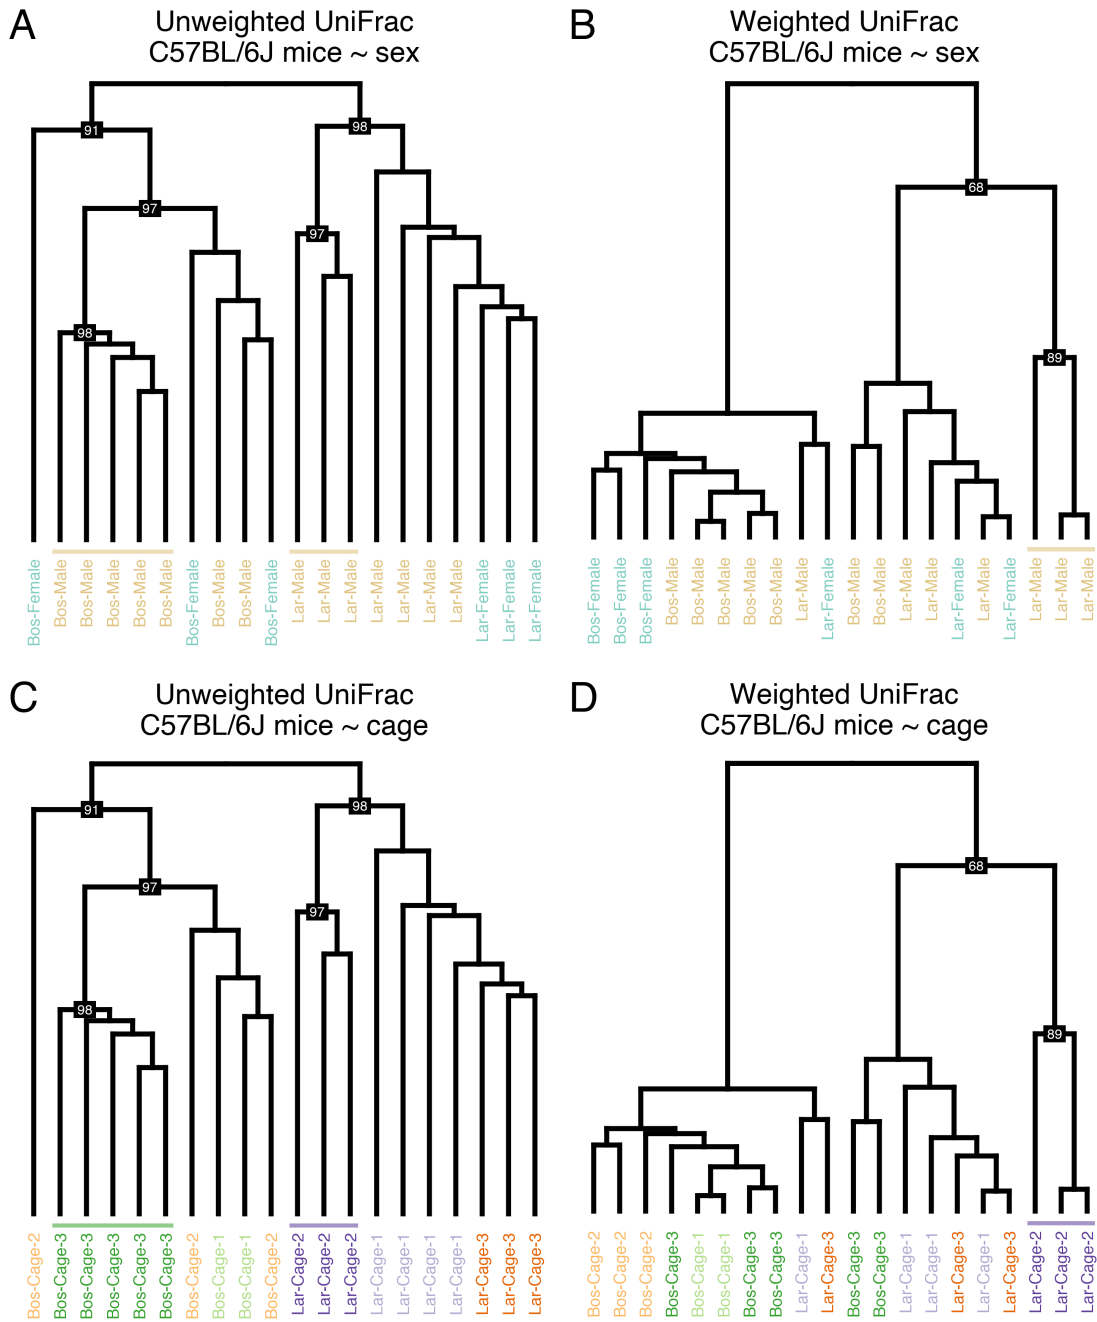 A
Unweighted UniFrac
C57BL/6J mice ~ sex
91
98
97
97
98
Bos-Female
Bos-Male
Bos-Male
Bos-Male
Bos-Male
Bos-Male
Bos-Female
Bos-Male
Bos-Male
Bos-Female
Lar-Male
Lar-Male
Lar-Male
Lar-Male
Lar-Male
Lar-Male
Lar-Male
Lar-Female
Lar-Female
Lar-Female
B
Weighted UniFrac
C57BL/6J mice ~ sex
68
89
Bos-Female
Bos-Female
Bos-Female
Bos-Male
Bos-Male
Bos-Male
Bos-Male
Bos-Male
Lar-Male
Lar-Female
Bos-Male
Bos-Male
Lar-Male
Lar-Male
Lar-Female
Lar-Male
Lar-Female
Lar-Male
Lar-Male
Lar-Male
C
Unweighted UniFrac
C57BL/6J mice ~ cage
91
98
97
97
98
Bos-Cage-2
Bos-Cage-3
Bos-Cage-3
Bos-Cage-3
Bos-Cage-3
Bos-Cage-3
Bos-Cage-2
Bos-Cage-1
Bos-Cage-1
Bos-Cage-2
Lar-Cage-2
Lar-Cage-2
Lar-Cage-2
Lar-Cage-1
Lar-Cage-1
Lar-Cage-1
Lar-Cage-1
Lar-Cage-3
Lar-Cage-3
Lar-Cage-3
D
Weighted UniFrac
C57BL/6J mice ~ cage
68
89
Bos-Cage-2
Bos-Cage-2
Bos-Cage-2
Bos-Cage-3
Bos-Cage-1
Bos-Cage-1
Bos-Cage-3
Bos-Cage-3
Lar-Cage-1
Lar-Cage-3
Bos-Cage-3
Bos-Cage-3
Lar-Cage-1
Lar-Cage-1
Lar-Cage-3
Lar-Cage-1
Lar-Cage-3
Lar-Cage-2
Lar-Cage-2
Lar-Cage-2